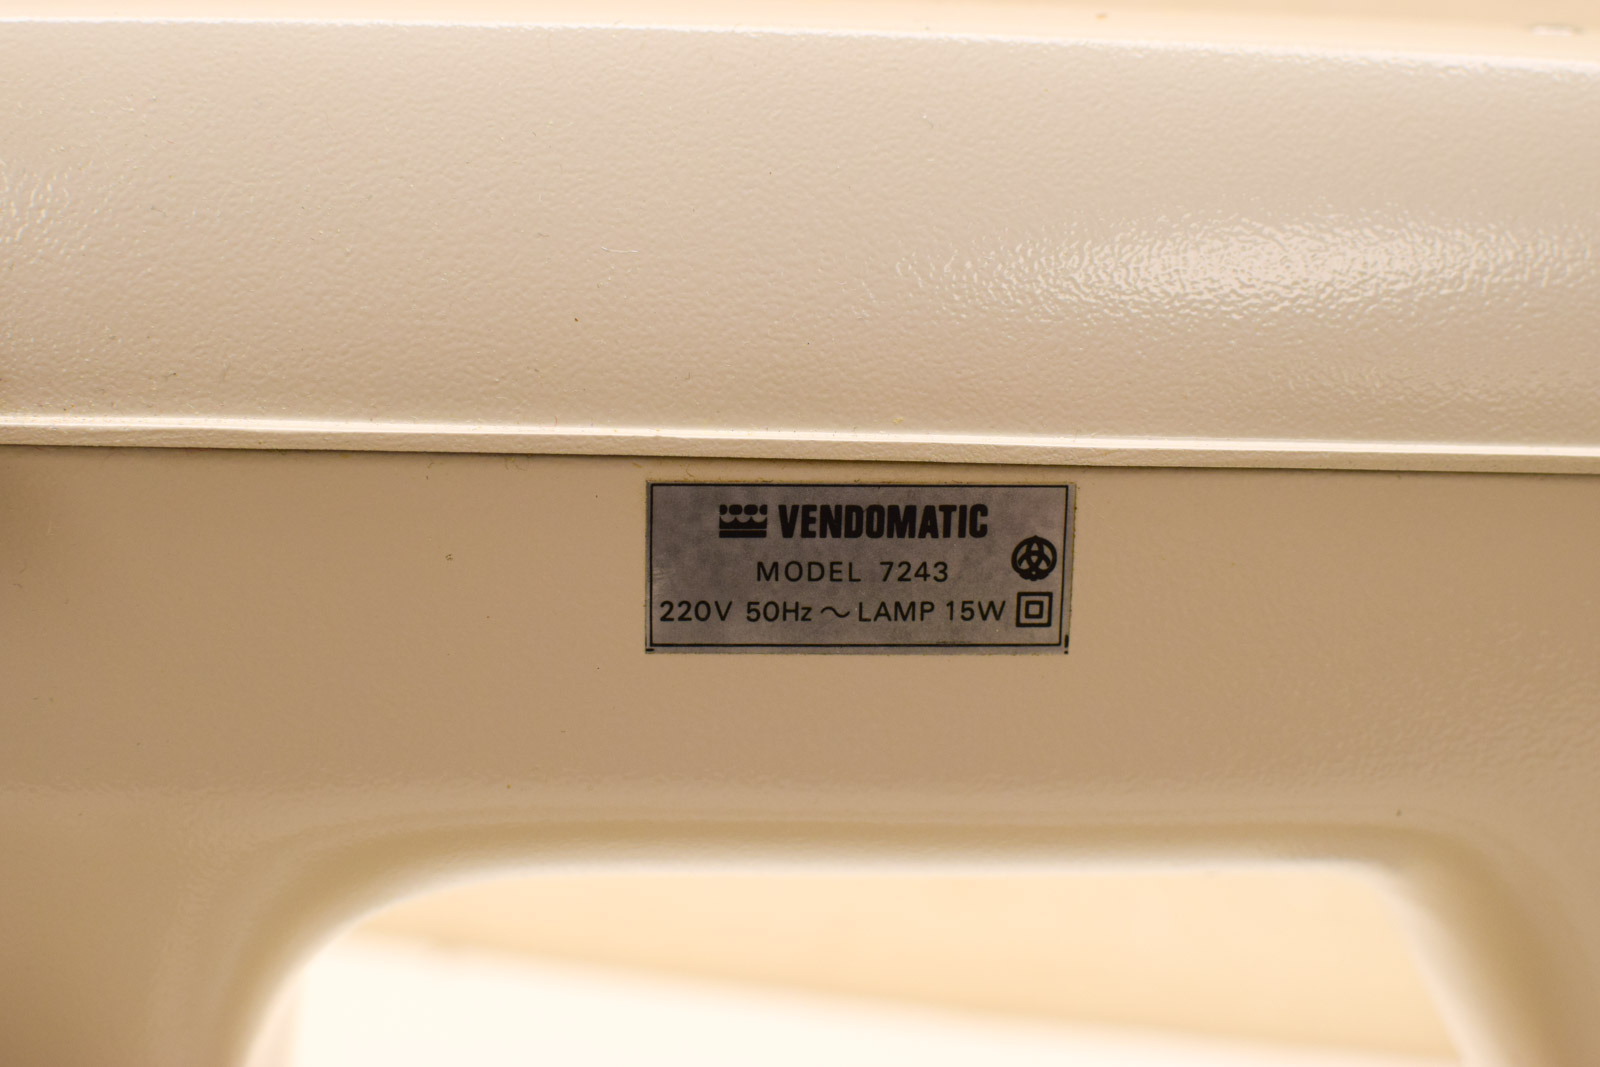 VENDOMATIC
MODEL 7243
220V 50Hz ~ LAMP 15W